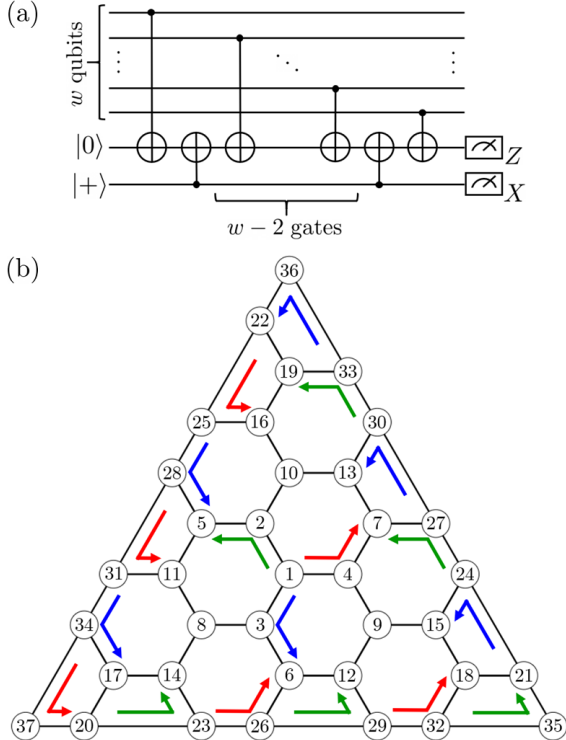 (a)
w qubits
|0⟩
Z
|+⟩
X
w − 2 gates
(b)
36
22
19 33
25 16 30
28 10 13
5 2 7 27
31 11 1 4 24
34 8 3 9 15
17 14 6 12 18 21
37 20 23 26 29 32 35